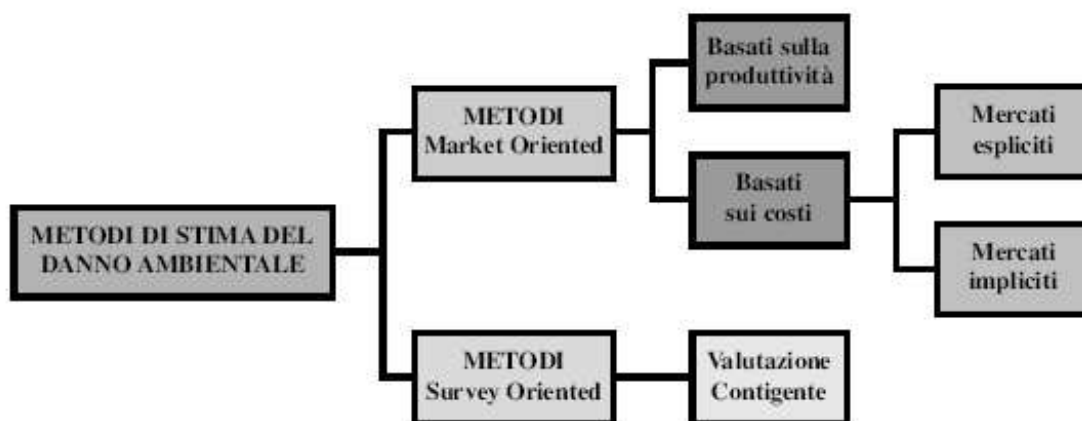 METODI DI STIMA DEL
DANNO AMBIENTALE
METODI
Market Oriented
Basati sulla
produttività
Basati
sui costi
Mercati
espliciti
Mercati
impliciti
METODI
Survey Oriented
Valutazione
Contigente